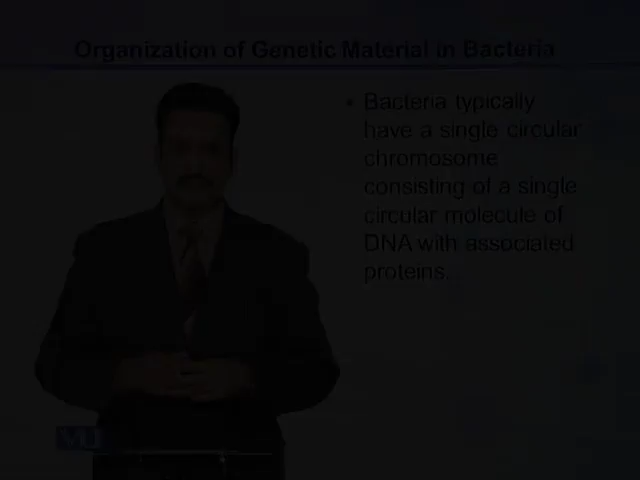 Organization of Genetic Material in Bacteria
• Bacteria typically
have a single circular
chromosome
consisting of a single
circular molecule of
DNA with associated
proteins.
VU